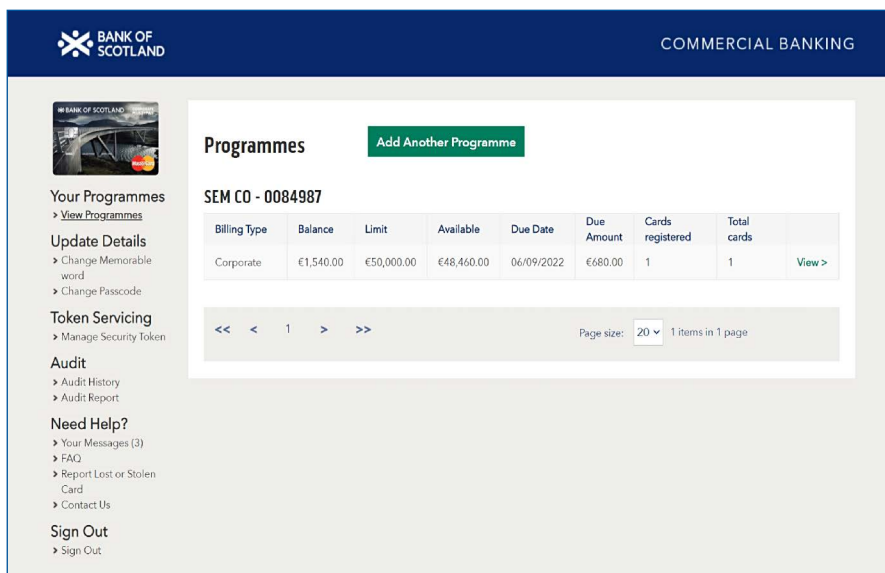 BANK OF
SCOTLAND
COMMERCIAL BANKING
BANK OF SCOTLAND
MasterCard
Your Programmes
> View Programmes
Update Details
> Change Memorable
word
> Change Passcode
Token Servicing
> Manage Security Token
Audit
> Audit History
> Audit Report
Need Help?
> Your Messages (3)
> FAQ
> Report Lost or Stolen
Card
> Contact Us
Sign Out
> Sign Out
Programmes
Add Another Programme
SEM CO - 0084987
Billing Type Balance Limit Available Due Date Due Amount Cards registered Total cards
Corporate €1,540.00 €50,000.00 €48,460.00 06/09/2022 €680.00 1 1 View >
<< < 1 > >> Page size: 20 1 items in 1 page